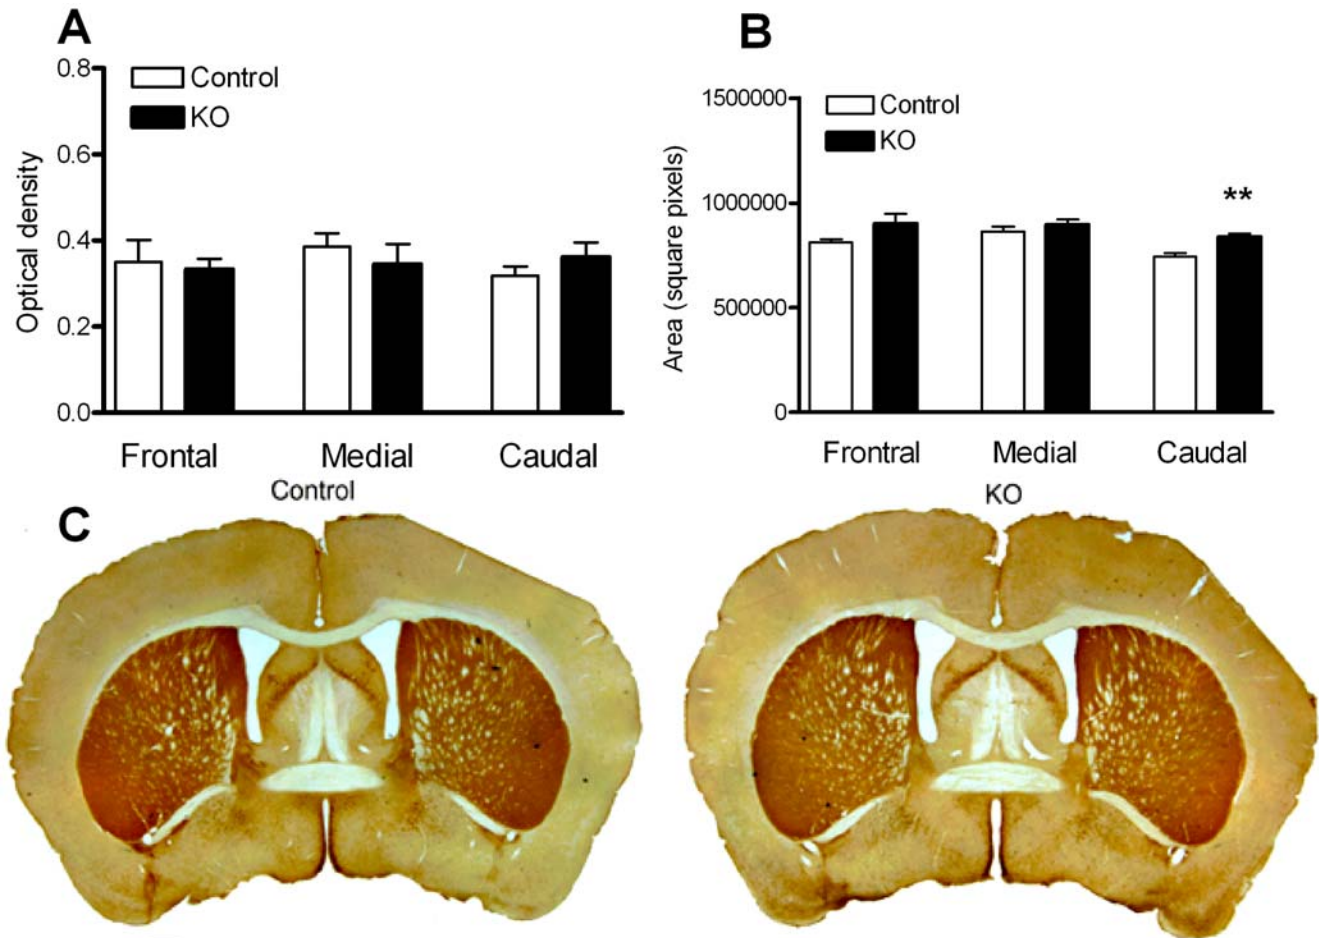 A
0.8
Control
KO
0.6
0.4
0.2
0.0
Optical density
Frontal Medial Caudal
B
1500000
Control
KO
1000000
**
500000
0
Area (square pixels)
Frontral Medial Caudal
C
Control
KO